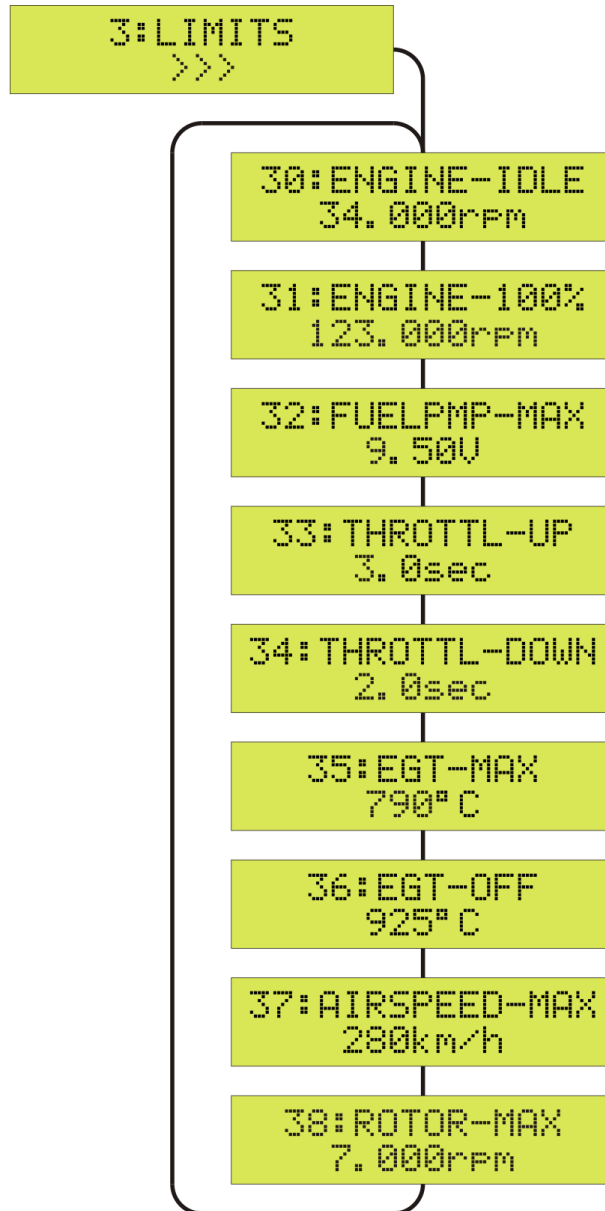 3:LIMITS
>>>
30:ENGINE-IDLE
34.000rpm
31:ENGINE-100%
123.000rpm
32:FUELPMP-MAX
9.50V
33:THROTTL-UP
3.0sec
34:THROTTL-DOWN
2.0sec
35:EGT-MAX
790°C
36:EGT-OFF
925°C
37:AIRSPEED-MAX
280km/h
38:ROTOR-MAX
7.000rpm